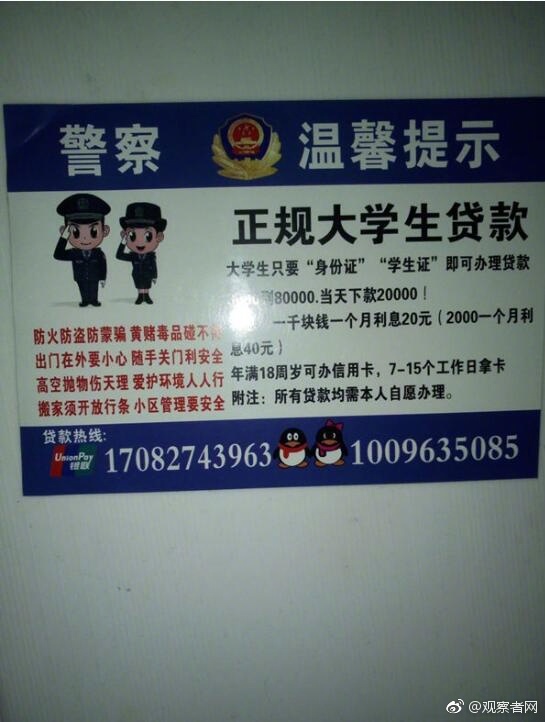 警察 温馨提示
正规大学生贷款
大学生只要“身份证”“学生证”即可办理贷款
到80000.当天下款20000！
一千块钱一个月利息20元（2000一个月利
息40元）
年满18周岁可办信用卡，7-15个工作日拿卡
附注：所有贷款均需本人自愿办理。
防火防盗防蒙骗 黄赌毒品碰不得
出门在外要小心 随手关门利安全
高空抛物伤天理 爱护环境人人行
搬家须开放行条 小区管理要安全
贷款热线：
UnionPay
银联
17082743963 1009635085
@观察者网